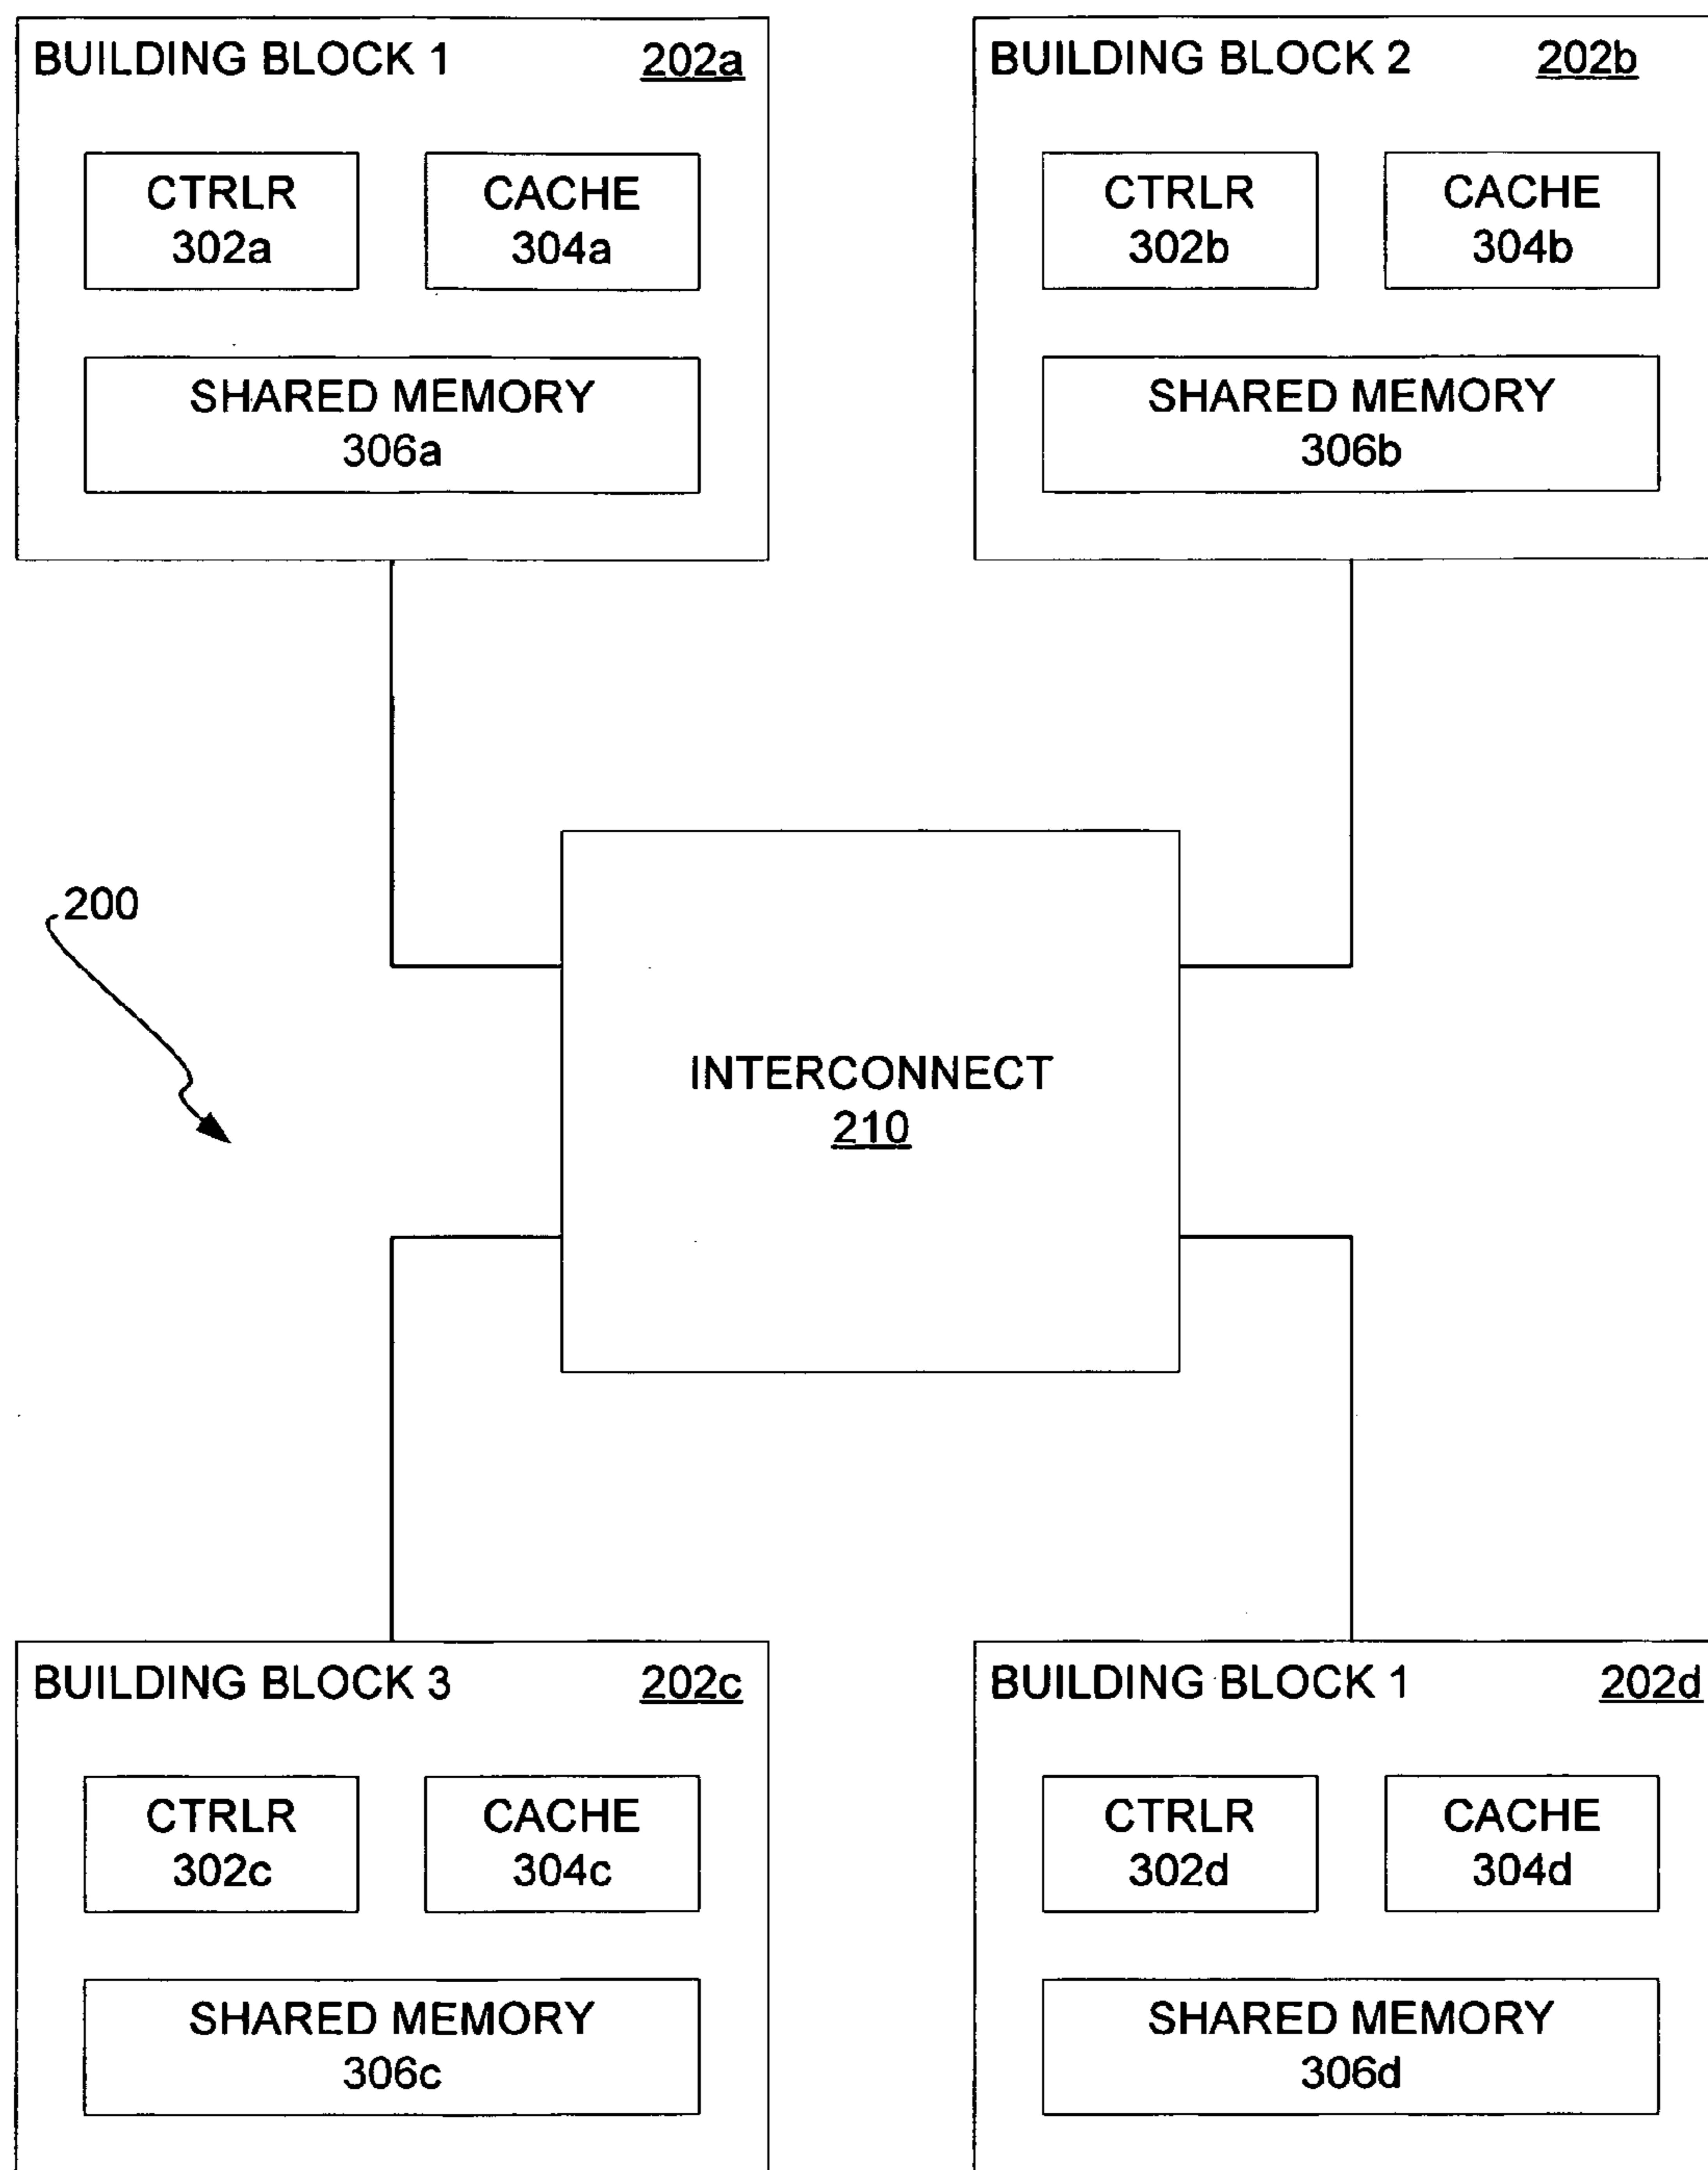 BUILDING BLOCK 1 202a
CTRLR
302a
CACHE
304a
SHARED MEMORY
306a
BUILDING BLOCK 2 202b
CTRLR
302b
CACHE
304b
SHARED MEMORY
306b
200
INTERCONNECT
210
BUILDING BLOCK 3 202c
CTRLR
302c
CACHE
304c
SHARED MEMORY
306c
BUILDING BLOCK 1 202d
CTRLR
302d
CACHE
304d
SHARED MEMORY
306d